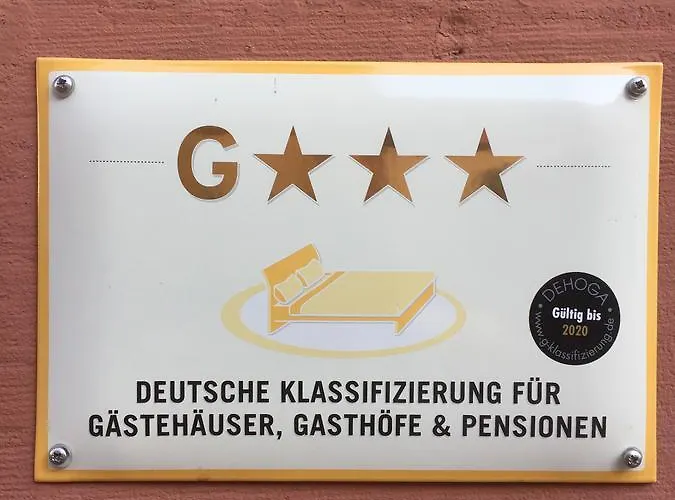 G★★★
DEHOGA
Gültig bis
2020
www.g-klassifizierung.de
DEUTSCHE KLASSIFIZIERUNG FÜR
GÄSTEHÄUSER, GASTHÖFE & PENSIONEN